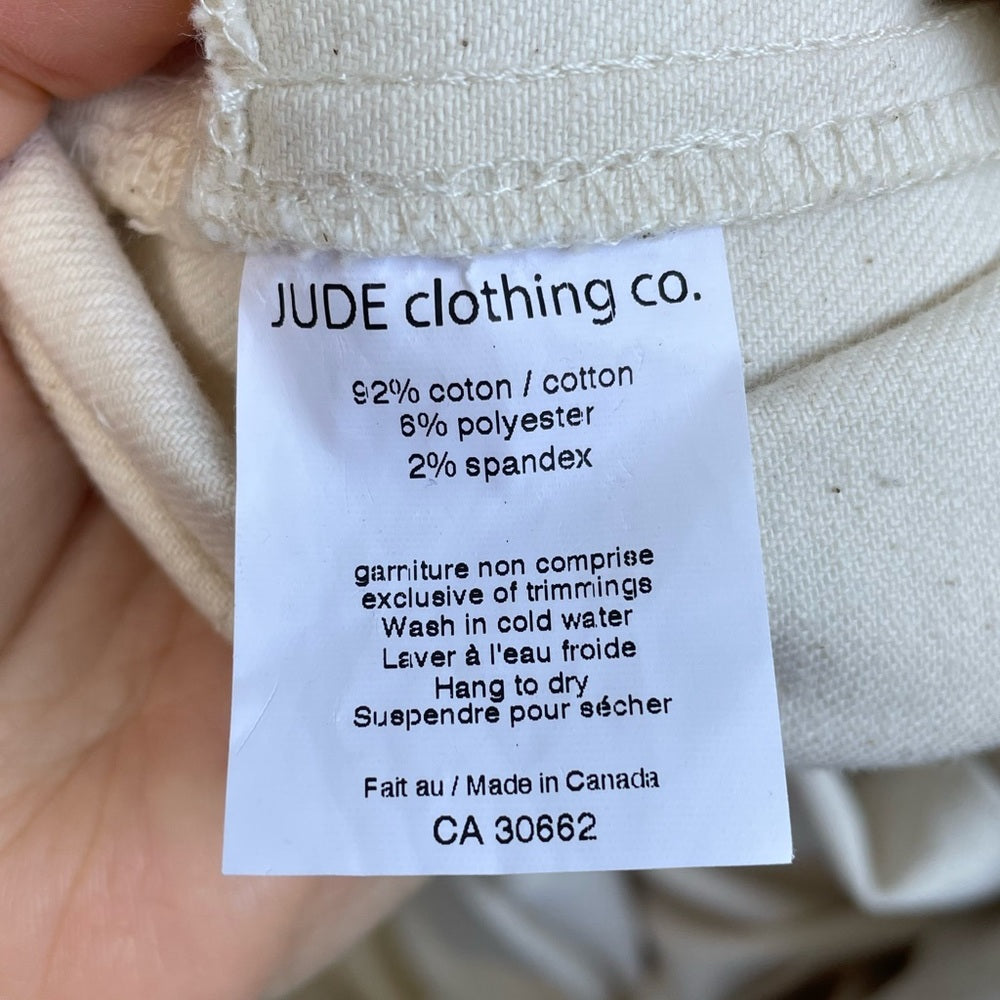 JUDE clothing co.
92% coton / cotton
6% polyester
2% spandex
garniture non comprise
exclusive of trimmings
Wash in cold water
Laver à l'eau froide
Hang to dry
Suspendre pour sécher
Fait au / Made in Canada
CA 30662